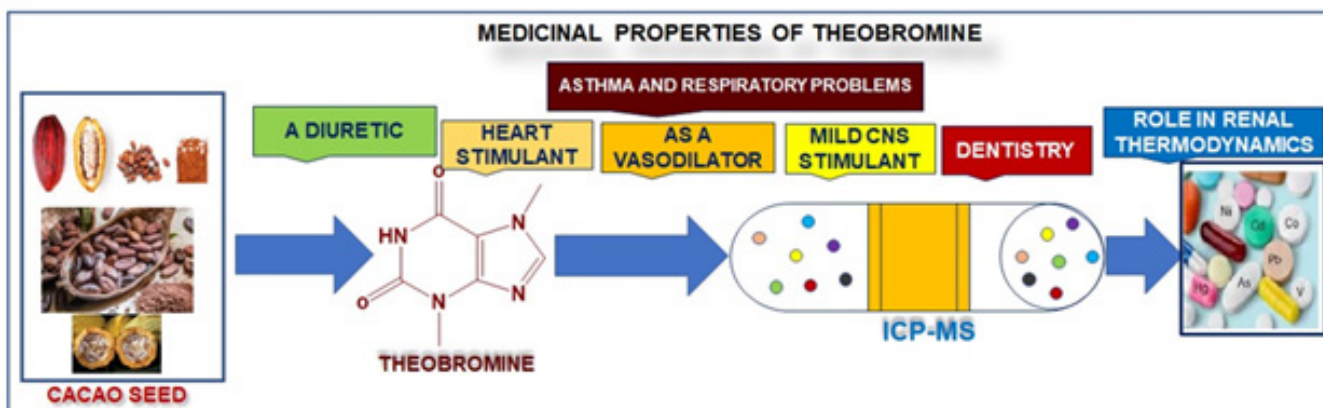 MEDICINAL PROPERTIES OF THEOBROMINE
ASTHMA AND RESPIRATORY PROBLEMS
A DIURETIC
HEART
STIMULANT
AS A
VASODILATOR
MILD CNS
STIMULANT
DENTISTRY
ROLE IN RENAL
THERMODYNAMICS
O
N
HN
O
N
N
THEOBROMINE
ICP-MS
CACAO SEED
Na
Cd
Co
Pb
HG
As
V